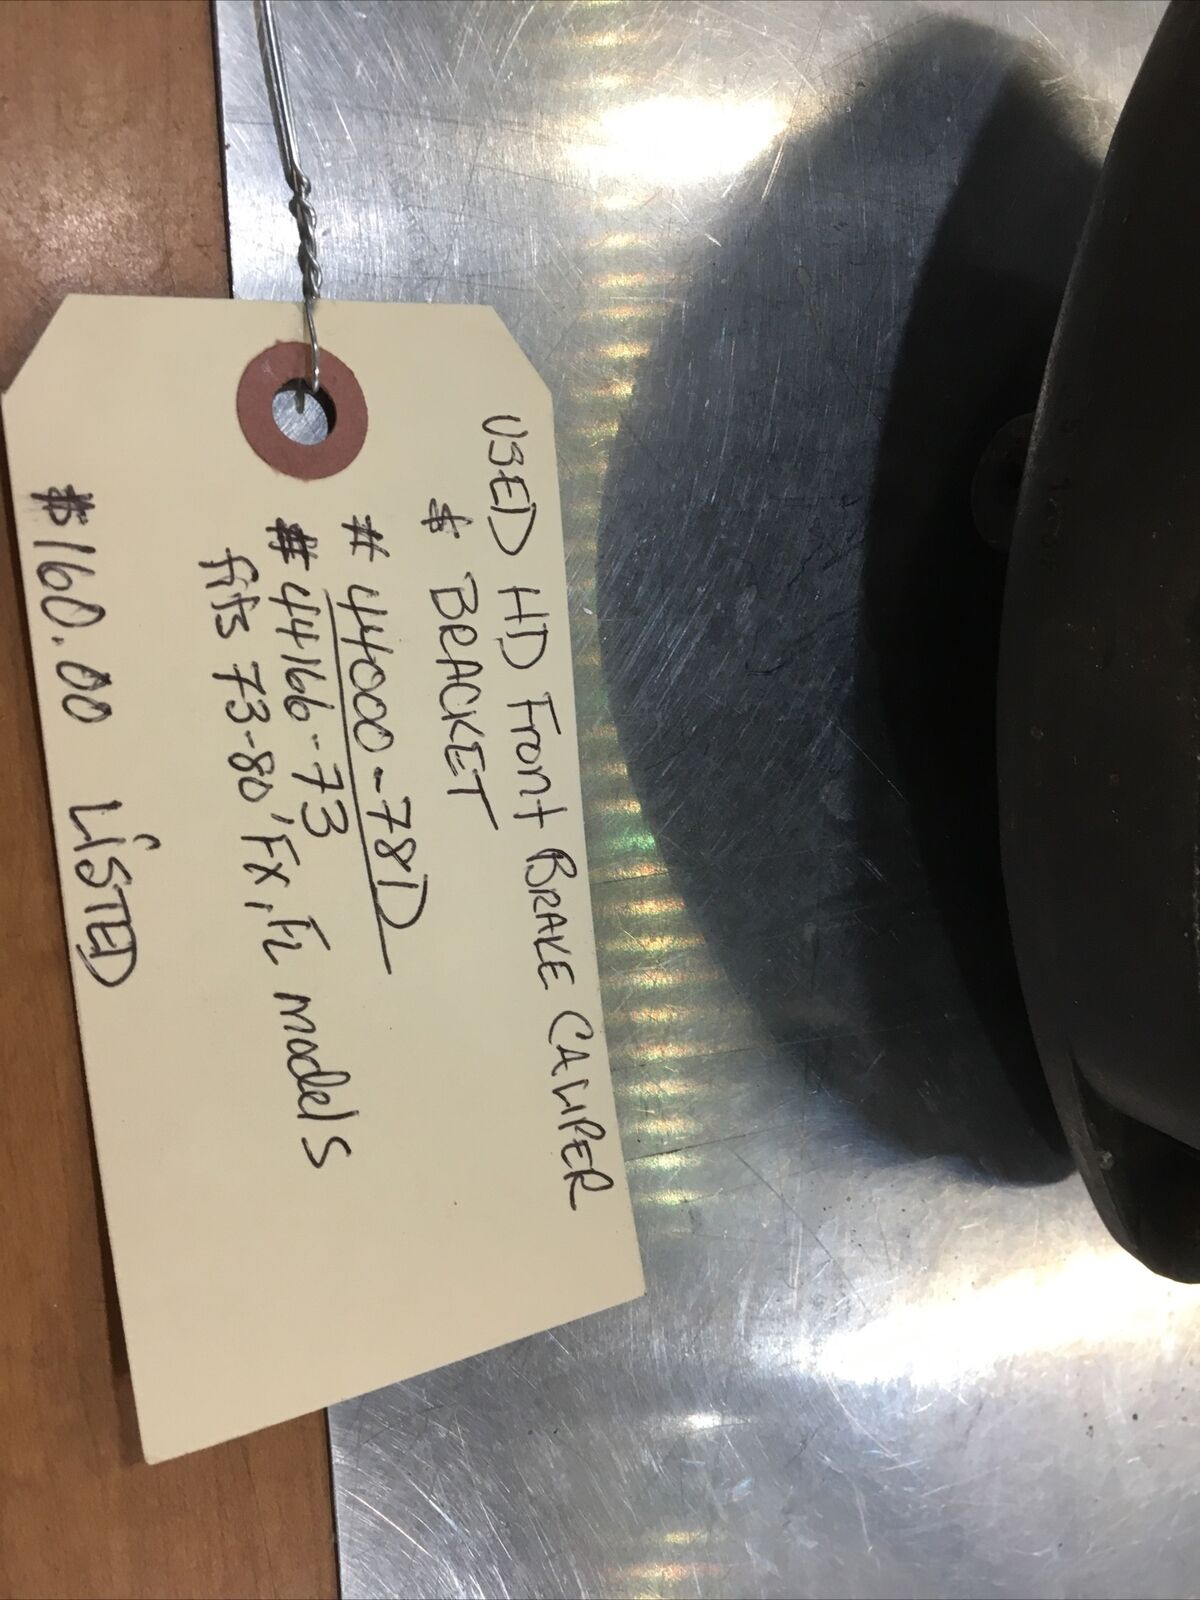 USED HD Front BRAKE CALIPER
& BRACKET
# 44000-78D
# 44166-73
fits 73-80' FX, FL models
$160.00 LiSTED